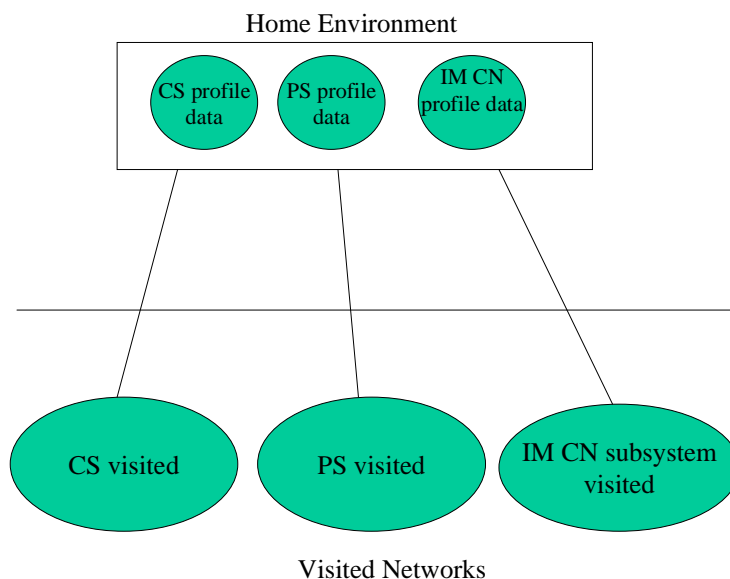 Home Environment
CS profile
data
PS profile
data
IM CN
profile data
CS visited
PS visited
IM CN subsystem
visited
Visited Networks